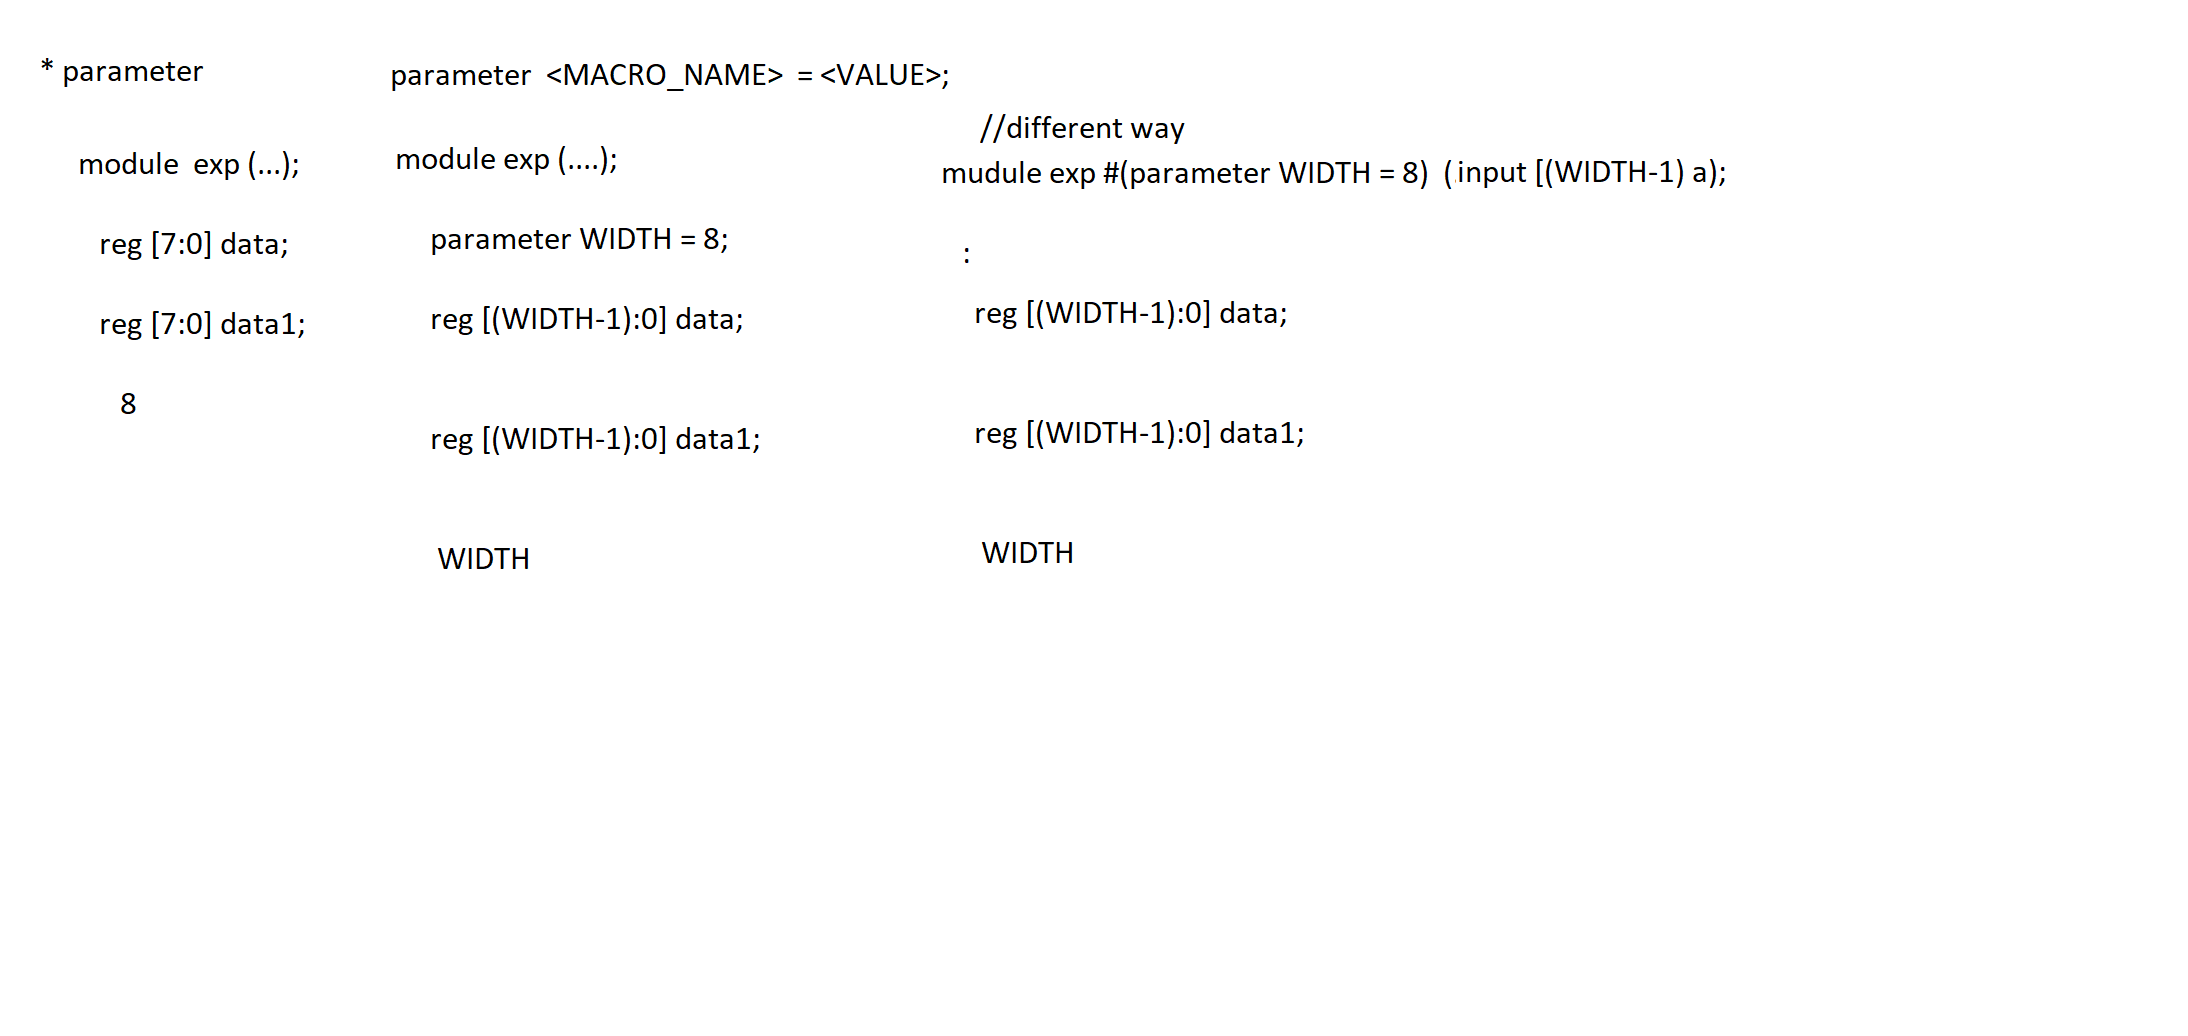 * parameter
parameter  <MACRO_NAME>  = <VALUE>;
module  exp (...);
reg [7:0] data;
reg [7:0] data1;
8
module exp (....);
parameter WIDTH = 8;
reg [(WIDTH-1):0] data;
reg [(WIDTH-1):0] data1;
WIDTH
//different way
mudule exp #(parameter WIDTH = 8)  (input [(WIDTH-1) a);
:
reg [(WIDTH-1):0] data;
reg [(WIDTH-1):0] data1;
WIDTH